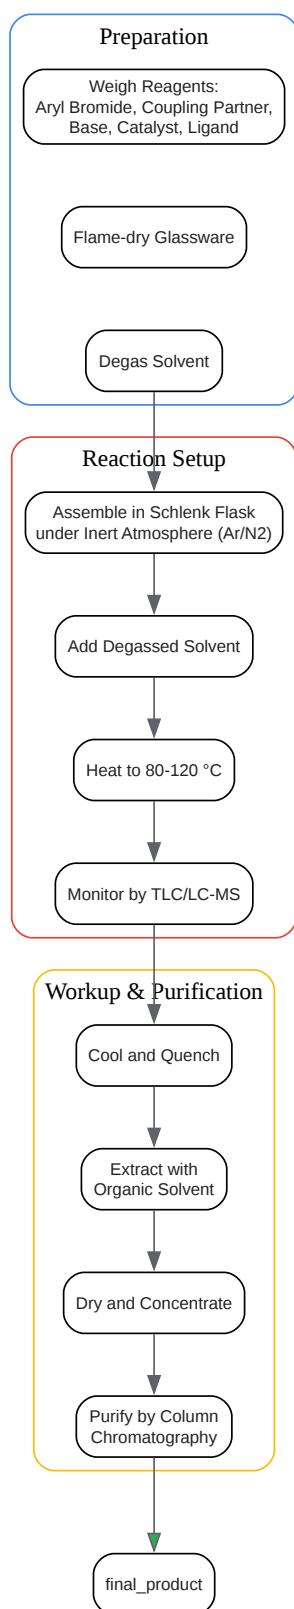 Preparation
Weigh Reagents:
Aryl Bromide, Coupling Partner,
Base, Catalyst, Ligand
Flame-dry Glassware
Degas Solvent
Reaction Setup
Assemble in Schlenk Flask
under Inert Atmosphere (Ar/N2)
Add Degassed Solvent
Heat to 80-120 °C
Monitor by TLC/LC-MS
Workup & Purification
Cool and Quench
Extract with
Organic Solvent
Dry and Concentrate
Purify by Column
Chromatography
final_product